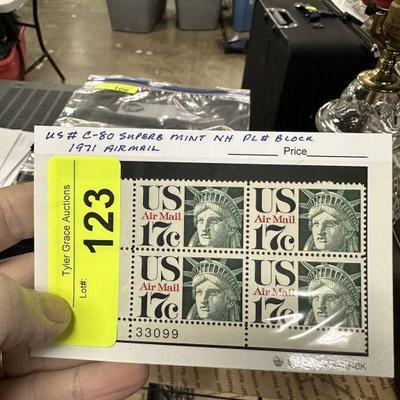 106
US# C-80 SUPERB MINT NH PL# BLOCK
1971 AIRMAIL
Price
Tyler Grace Auctions
Lot#:
123
US
Air Mail
17c
US
Air Mail
17c
US
Air Mail
17c
US
Air Mail
17c
33099